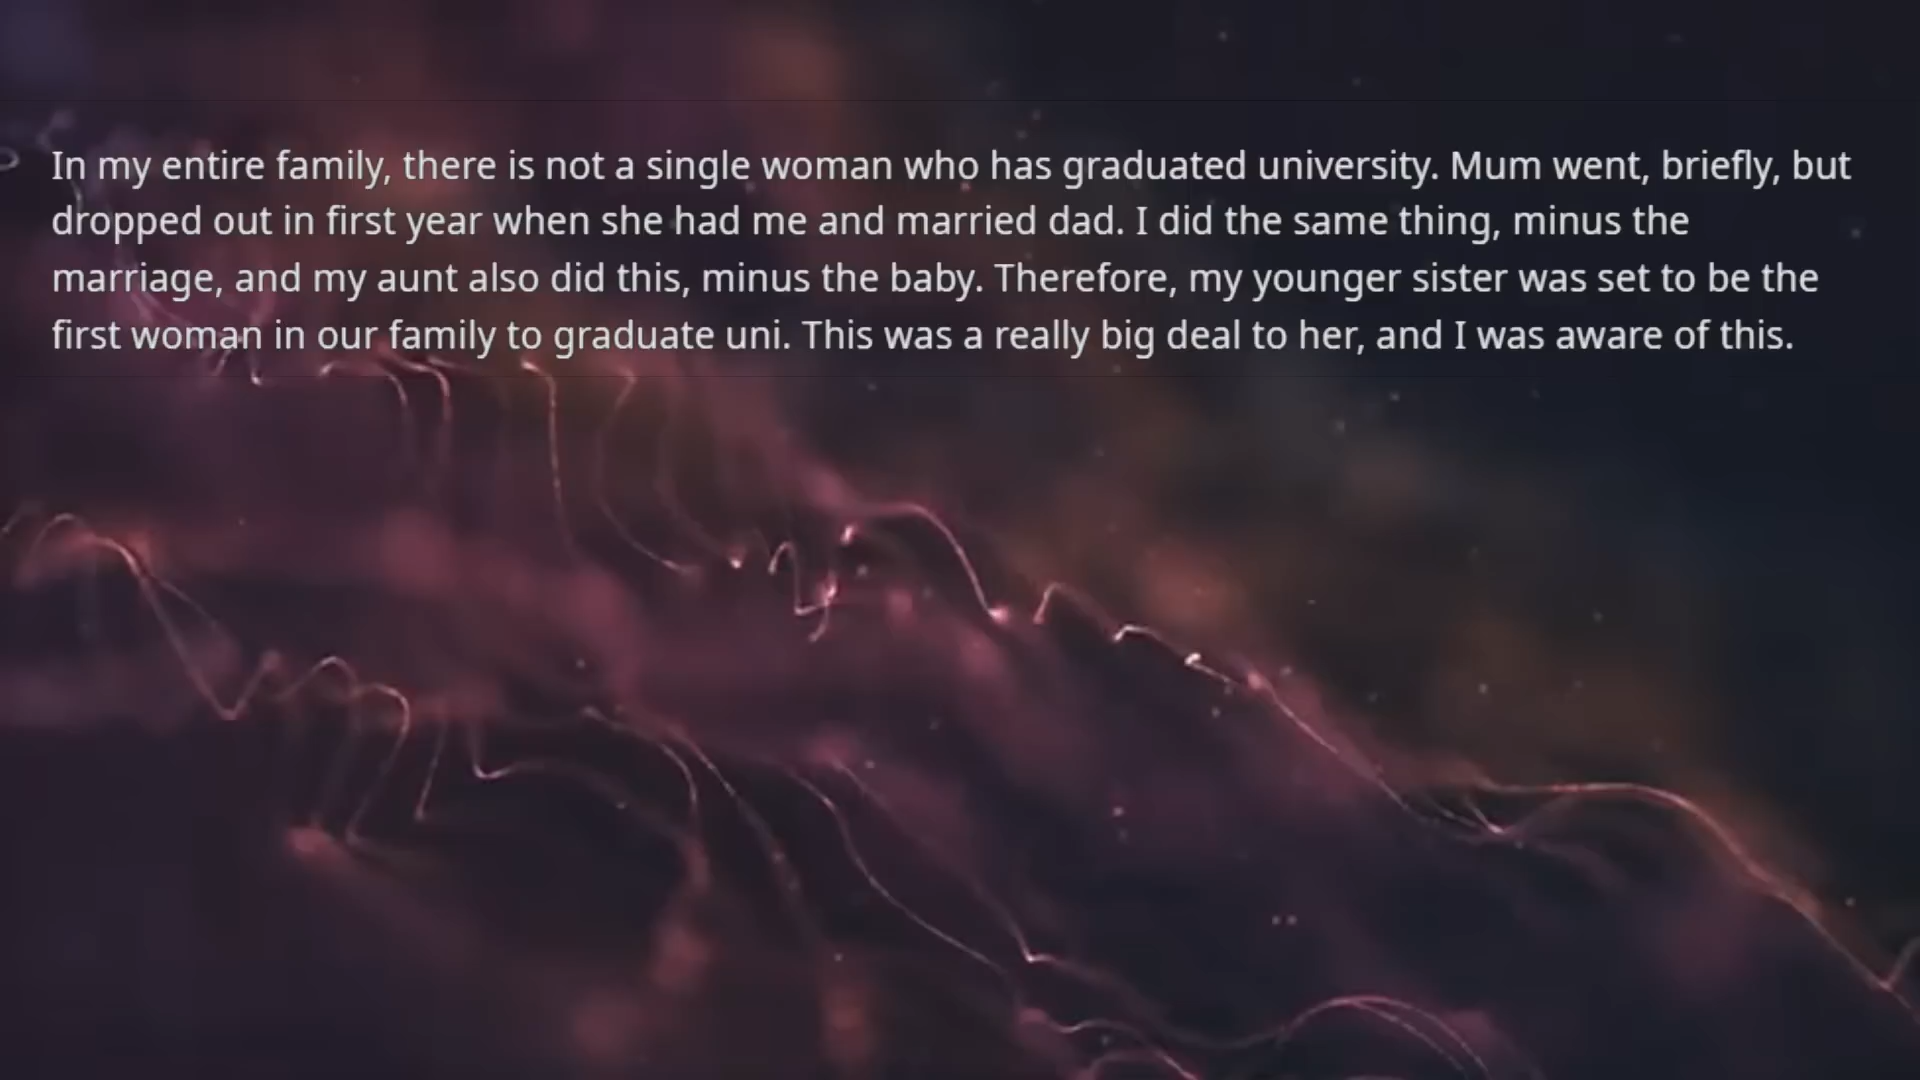 In my entire family, there is not a single woman who has graduated university. Mum went, briefly, but
dropped out in first year when she had me and married dad. I did the same thing, minus the
marriage, and my aunt also did this, minus the baby. Therefore, my younger sister was set to be the
first woman in our family to graduate uni. This was a really big deal to her, and I was aware of this.